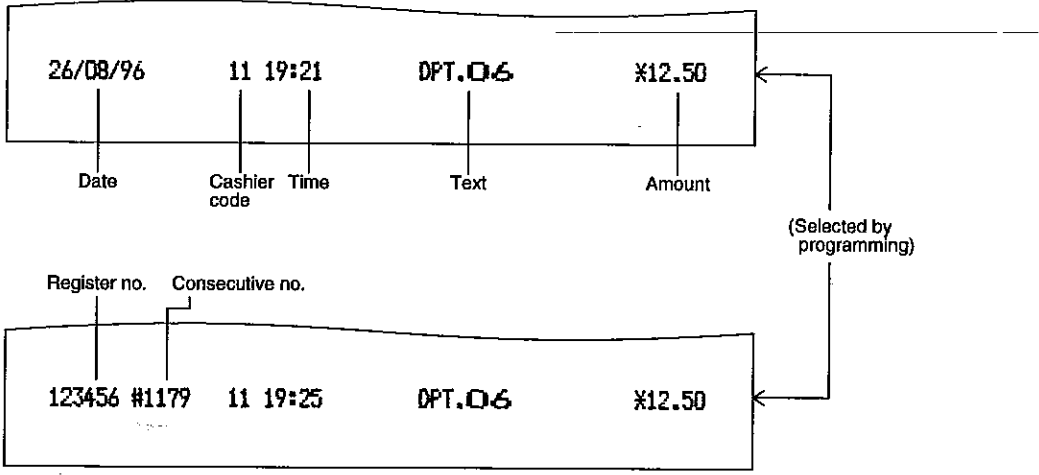 26/08/96 11 19:21 DPT.06 ¥12.50
Date Cashier code Time Text Amount
(Selected by programming)
Register no. Consecutive no.
123456 #1179 11 19:25 DPT.06 ¥12.50